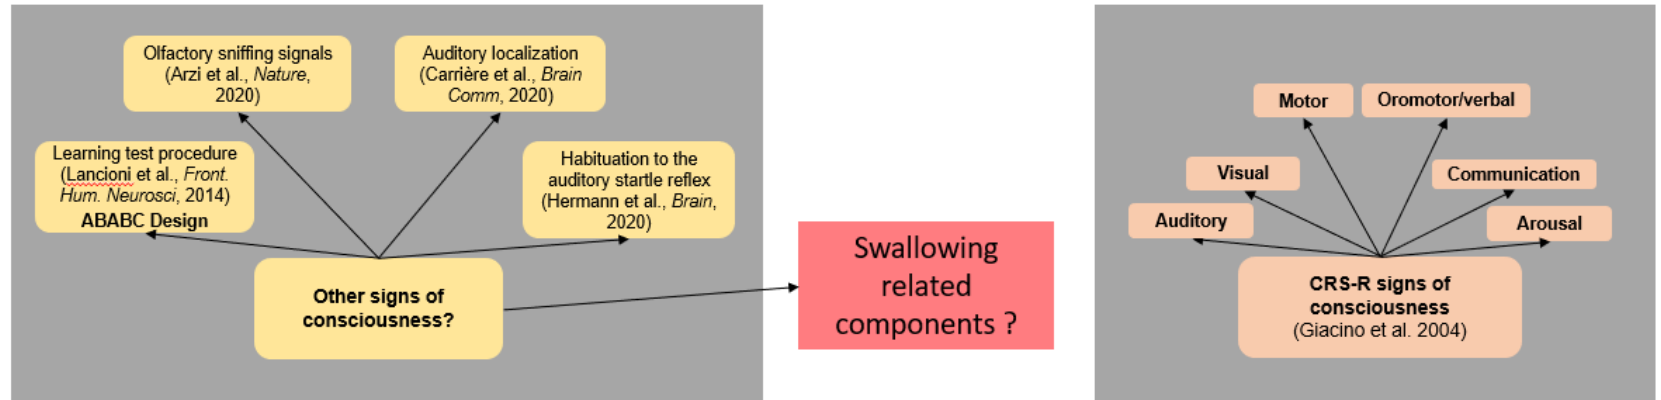 Olfactory sniffing signals
(Arzi et al., Nature,
2020)
Auditory localization
(Carrière et al., Brain
Comm, 2020)
Learning test procedure
(Lancioni et al., Front.
Hum. Neurosci, 2014)
ABABC Design
Habituation to the
auditory startle reflex
(Hermann et al., Brain,
2020)
Other signs of
consciousness?
Swallowing
related
components ?
Motor
Oromotor/verbal
Visual
Communication
Auditory
Arousal
CRS-R signs of
consciousness
(Giacino et al. 2004)